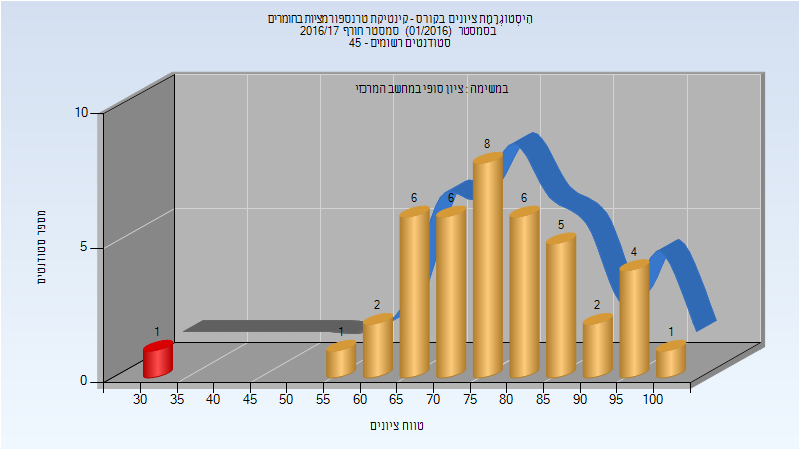 היסטוגרמת ציונים בקורס - קינטיקת טרנספורמציות בחומרים
בסמסטר (01/2016) סמסטר חורף 2016/17
סטודנטים רשומים - 45
במשימה : ציון סופי במחשב המרכזי
10
5
0
מספר סטודנטים
1
1
2
6
6
8
6
5
2
4
1
30 35 40 45 50 55 60 65 70 75 80 85 90 95 100
טווח ציונים